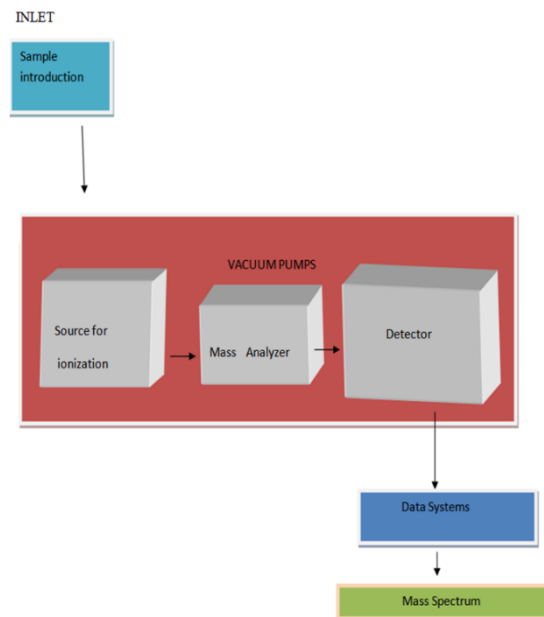 INLET
Sample
introduction
VACUUM PUMPS
Source for
ionization
Mass Analyzer
Detector
Data Systems
Mass Spectrum